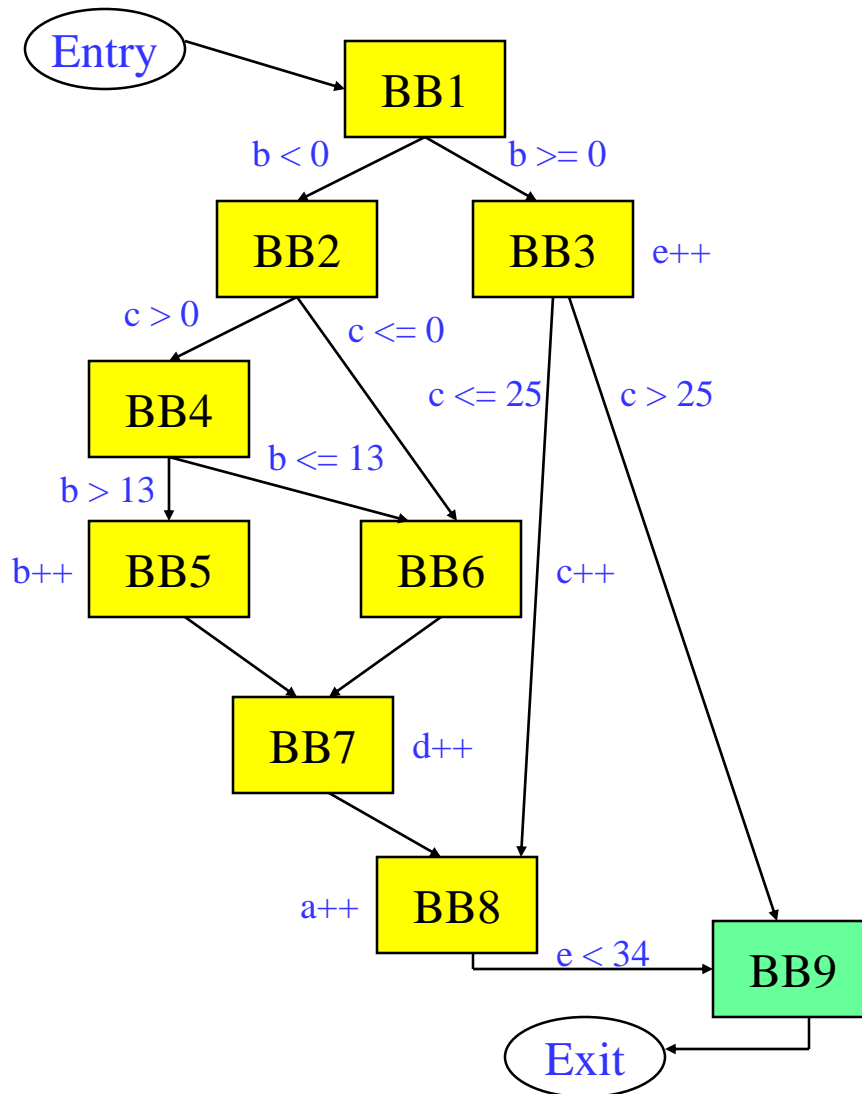 Entry
BB1
b < 0
b >= 0
BB2
BB3
e++
c > 0
c <= 0
c <= 25
c > 25
BB4
b <= 13
b > 13
b++
BB5
BB6
c++
BB7
d++
a++
BB8
e < 34
BB9
Exit